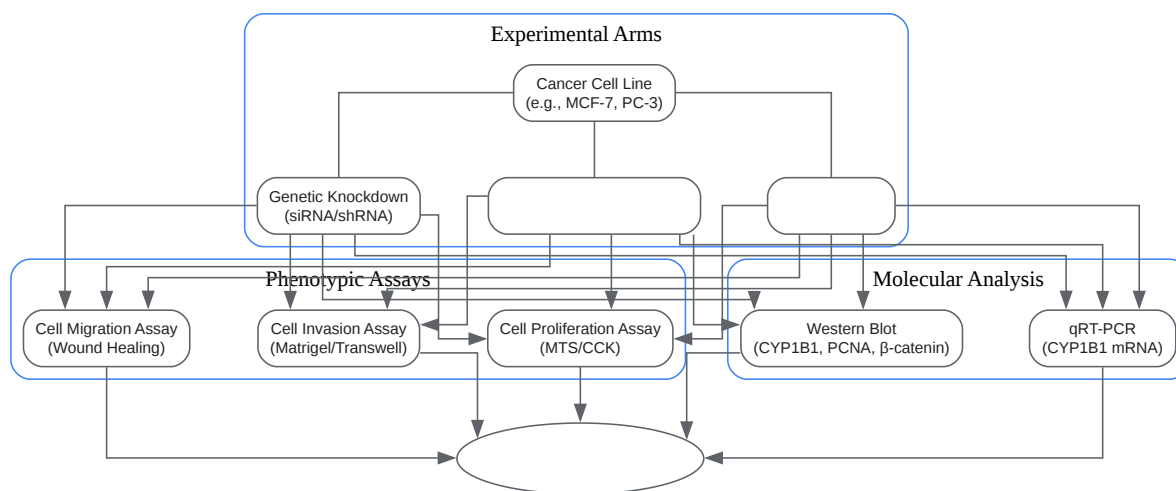 Experimental Arms
Cancer Cell Line
(e.g., MCF-7, PC-3)
Genetic Knockdown
(siRNA/shRNA)
Phenotypic Assays
Molecular Analysis
Cell Migration Assay
(Wound Healing)
Cell Invasion Assay
(Matrigel/Transwell)
Cell Proliferation Assay
(MTS/CCK)
Western Blot
(CYP1B1, PCNA, β-catenin)
qRT-PCR
(CYP1B1 mRNA)